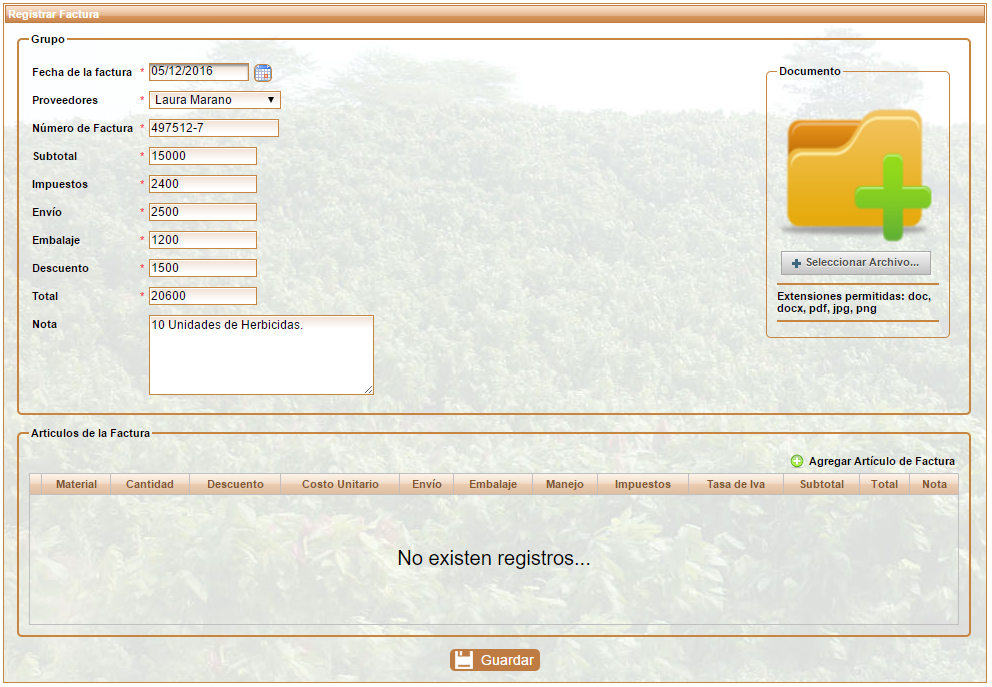 Registrar Factura
Grupo
Fecha de la factura * 05/12/2016
Proveedores * Laura Marano
Número de Factura * 497512-7
Subtotal * 15000
Impuestos * 2400
Envío * 2500
Embalaje * 1200
Descuento * 1500
Total * 20600
Nota 10 Unidades de Herbicidas.
Documento
Seleccionar Archivo...
Extensiones permitidas: doc,
docx, pdf, jpg, png
Articulos de la Factura
Agregar Artículo de Factura
Material Cantidad Descuento Costo Unitario Envío Embalaje Manejo Impuestos Tasa de Iva Subtotal Total Nota
No existen registros...
Guardar